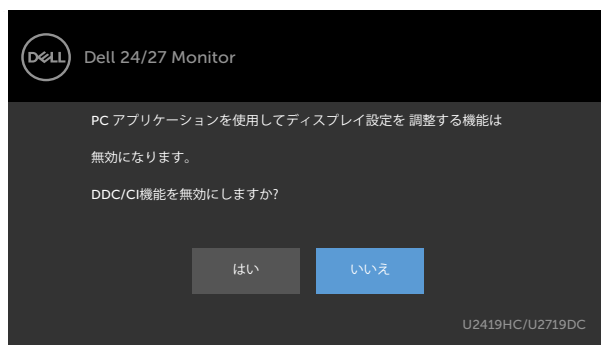 DELL
Dell 24/27 Monitor
PC アプリケーションを使用してディスプレイ設定を 調整する機能は
無効になります。
DDC/CI機能を無効にしますか?
はい
いいえ
U2419HC/U2719DC